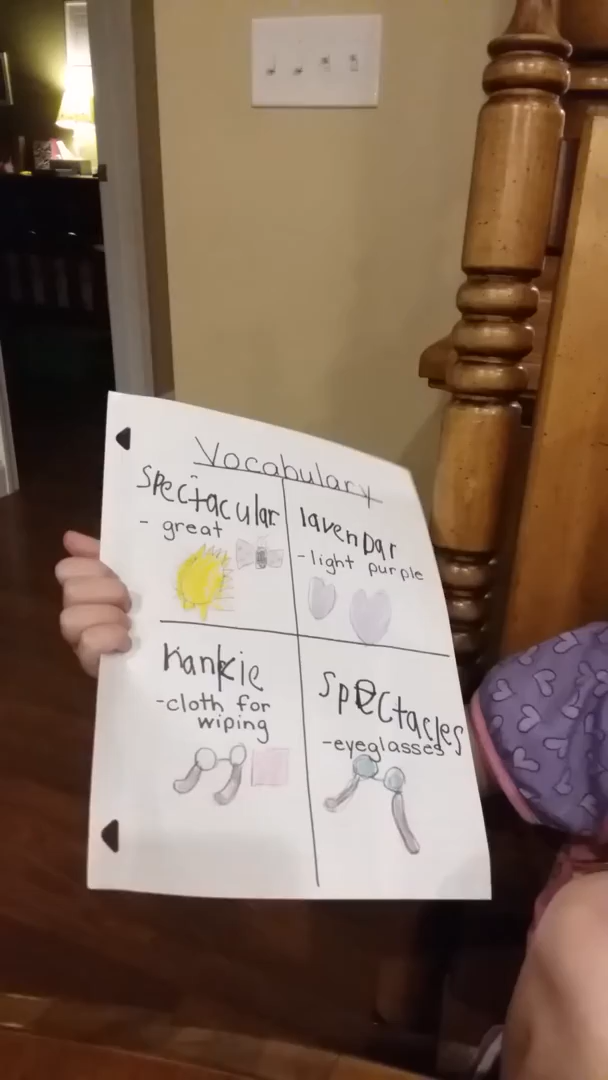 Vocabulary
Spectacular
- great
lavendar
- light purple
hankie
- cloth for
wiping
Spectacles
- eyeglasses